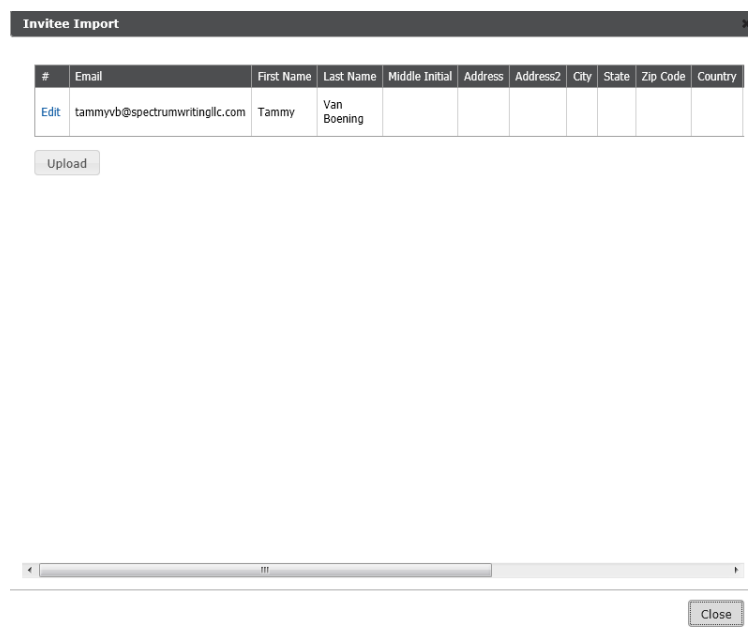 Invitee Import
# Email First Name Last Name Middle Initial Address Address2 City State Zip Code Country
Edit tammyvb@spectrumwritingllc.com Tammy Van
Boening
Upload
Close